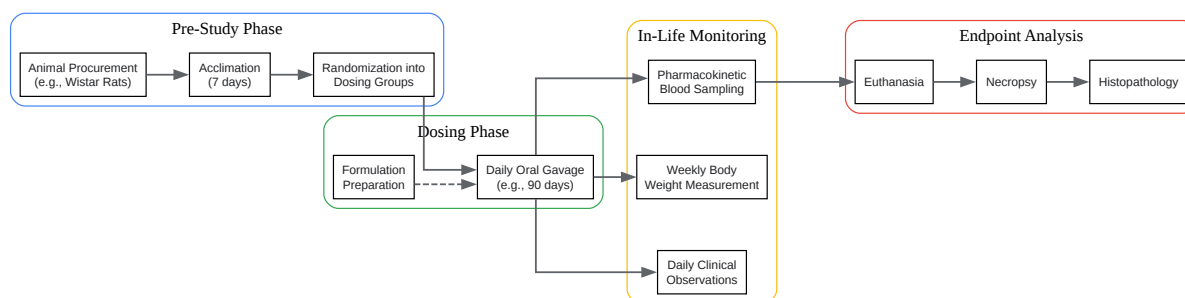 Pre-Study Phase
Animal Procurement
(e.g., Wistar Rats)
Acclimation
(7 days)
Randomization into
Dosing Groups
Dosing Phase
Formulation
Preparation
Daily Oral Gavage
(e.g., 90 days)
In-Life Monitoring
Pharmacokinetic
Blood Sampling
Weekly Body
Weight Measurement
Daily Clinical
Observations
Endpoint Analysis
Euthanasia
Necropsy
Histopathology